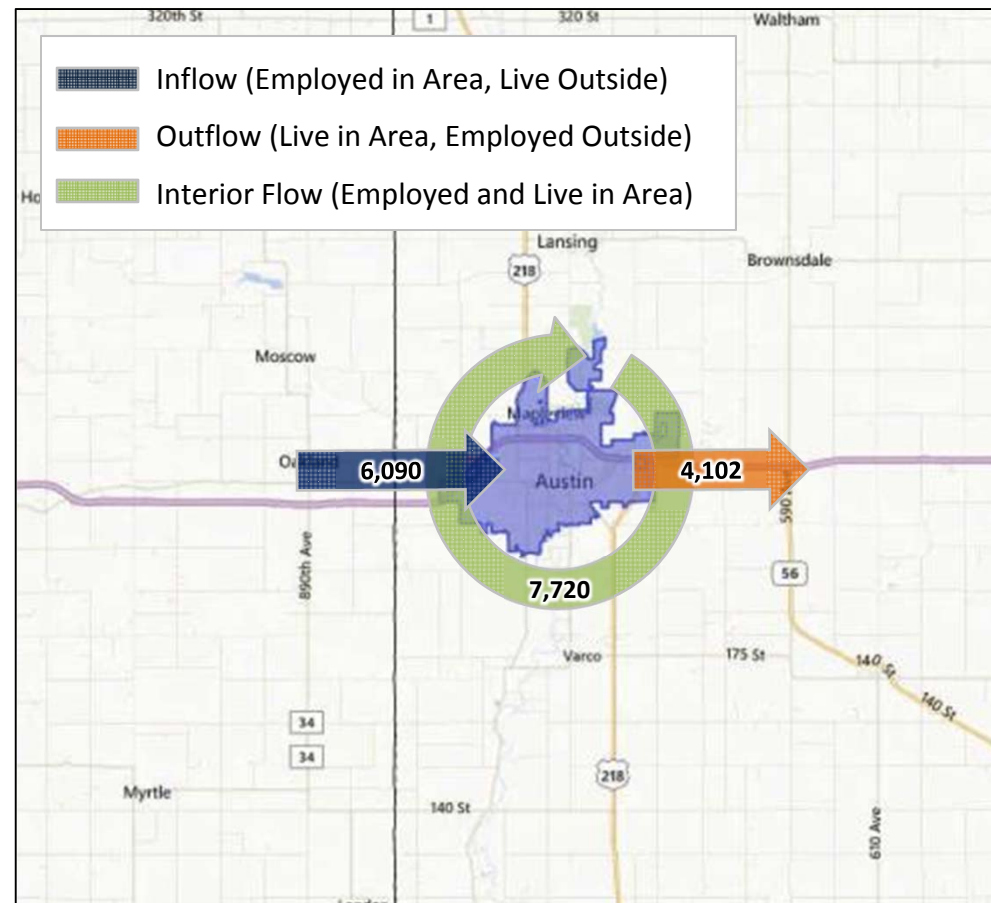 320th St
1
320 St
Waltham
Inflow (Employed in Area, Live Outside)
Outflow (Live in Area, Employed Outside)
Interior Flow (Employed and Live in Area)
Ho
Lansing
218
Brownsdale
Moscow
Mapleview
6,090
4,102
Austin
590
890th Ave
7,720
56
Varco
175 St
140 St
140 St
34
34
218
Myrtle
140 St
610 Ave